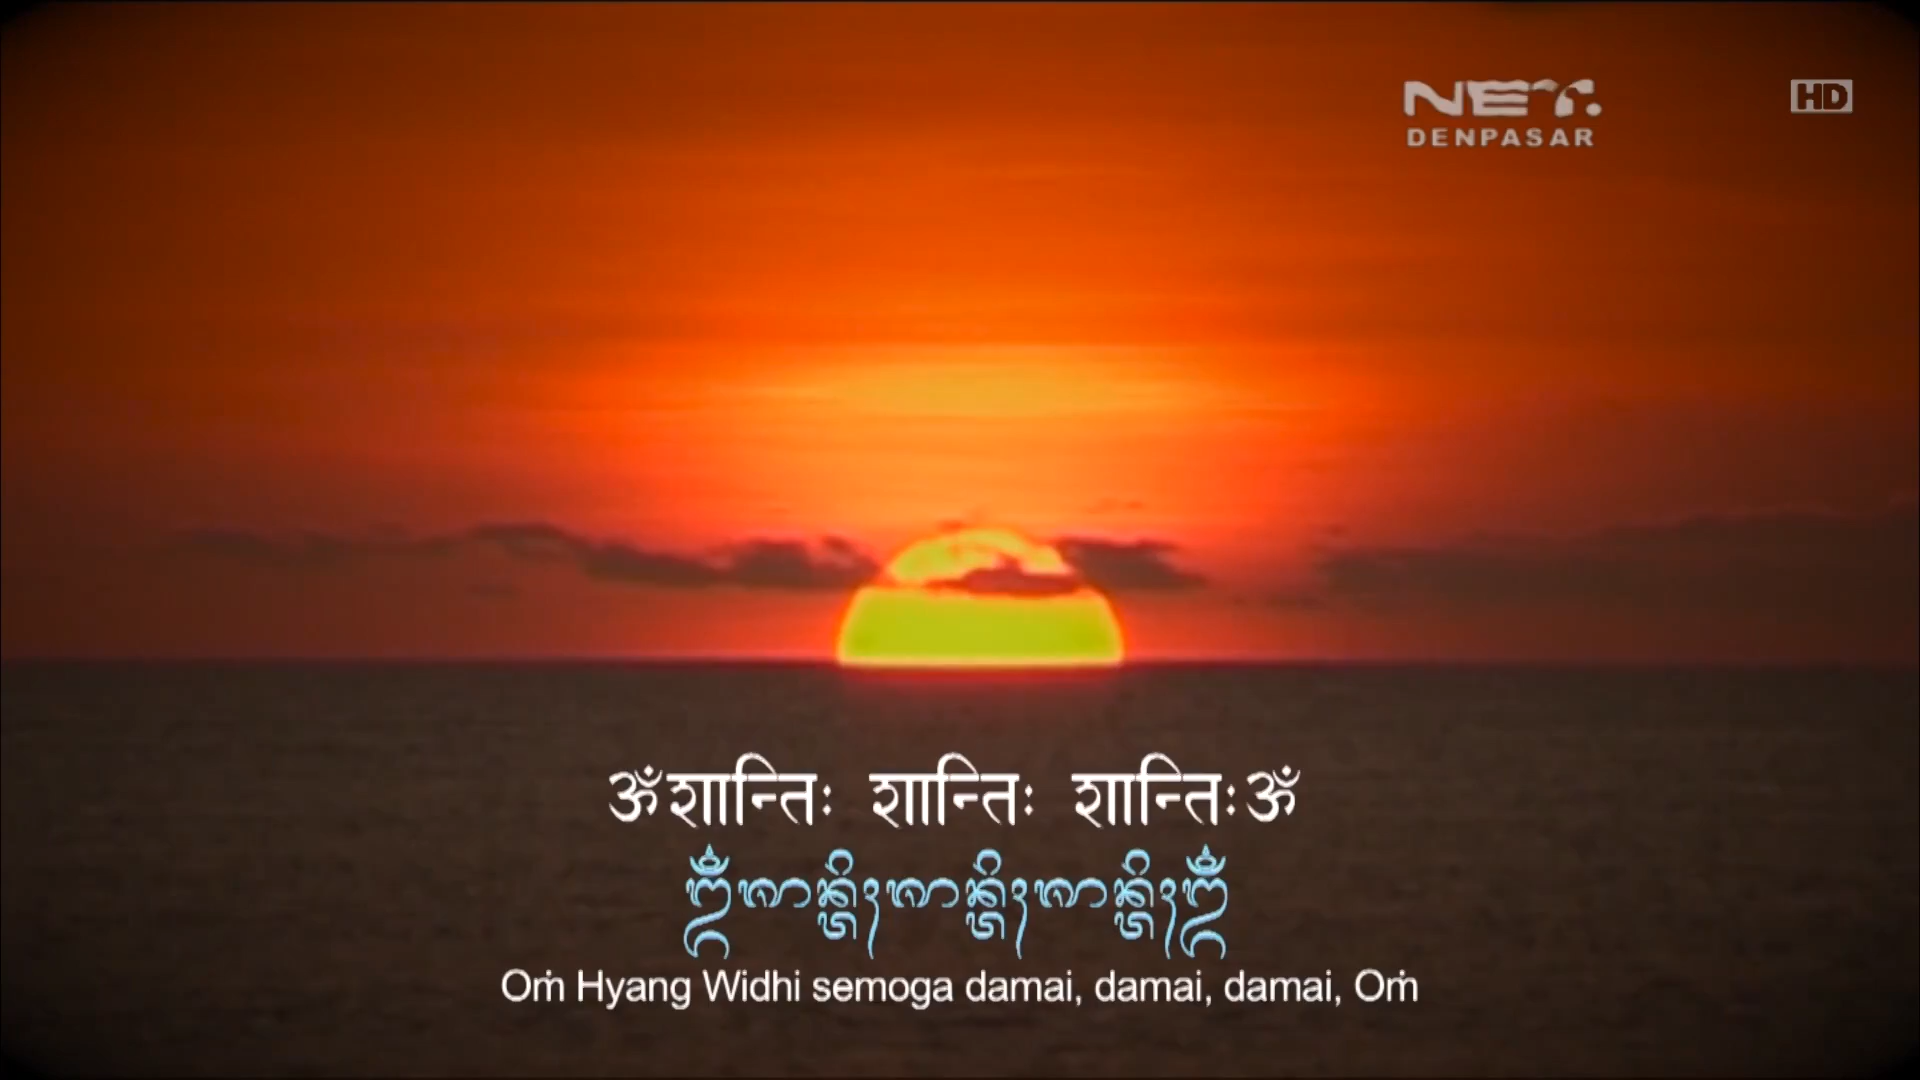 NET.
DENPASAR
HD
ॐ शान्तिः शान्तिः शान्तिः ॐ
ᬒᬁᬰᬵᬦ᭄ᬢᬶᬄᬰᬵᬦ᭄ᬢᬶᬄᬰᬵᬦ᭄ᬢᬶᬄᬒᬁ
Oṁ Hyang Widhi semoga damai, damai, damai, Oṁ